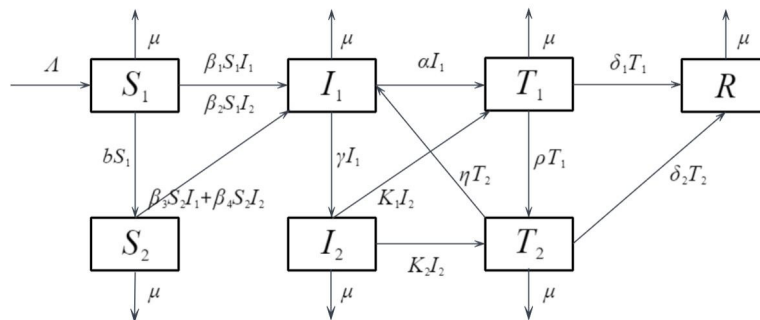 μ μ μ μ
Λ S₁ β₁S₁I₁ I₁ αI₁ T₁ δ₁T₁ R
β₂S₁I₂
bS₁ γI₁ ηT₂ ρT₁
β₃S₂I₁+β₄S₂I₂ K₁I₂ δ₂T₂
S₂ I₂ K₂I₂ T₂
μ μ μ